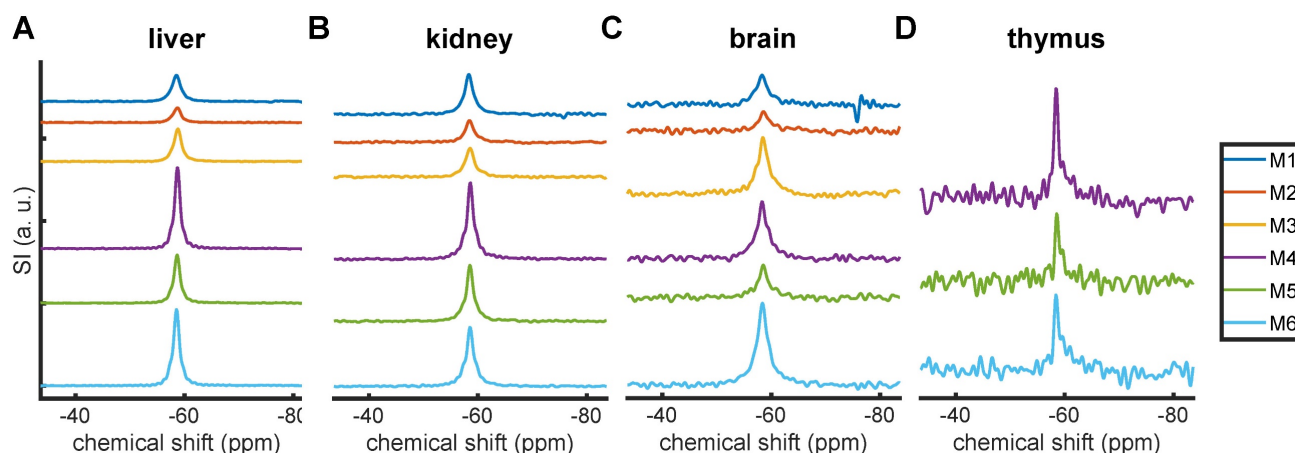 A liver
B kidney
C brain
D thymus
SI (a. u.)
-40 -60 -80
chemical shift (ppm)
-40 -60 -80
chemical shift (ppm)
-40 -60 -80
chemical shift (ppm)
-40 -60 -80
chemical shift (ppm)
M1
M2
M3
M4
M5
M6